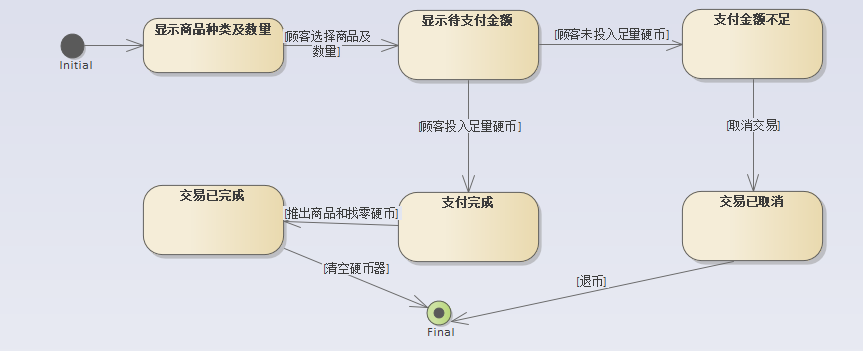 显示商品种类及数量
[顾客选择商品及
数量]
显示待支付金额
[顾客未投入足量硬币]
支付金额不足
Initial
[顾客投入足量硬币]
[取消交易]
交易已完成
[推出商品和找零硬币]
支付完成
交易已取消
[清空硬币器]
[退币]
Final